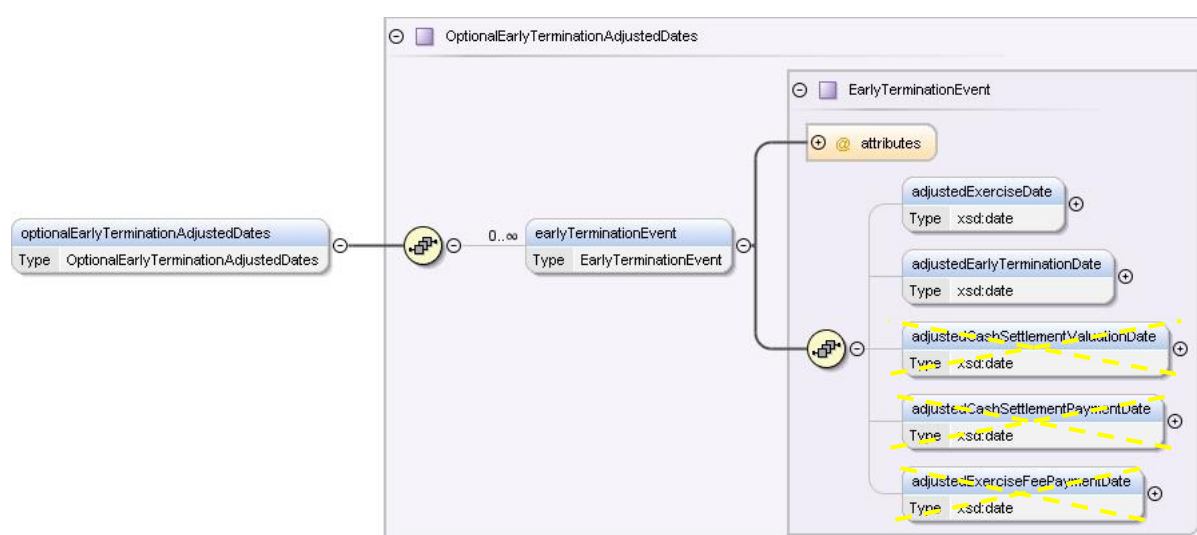 OptionalEarlyTerminationAdjustedDates
EarlyTerminationEvent
@ attributes
adjustedExerciseDate
Type xsd:date
optionalEarlyTerminationAdjustedDates
Type OptionalEarlyTerminationAdjustedDates
0..∞
earlyTerminationEvent
Type EarlyTerminationEvent
adjustedEarlyTerminationDate
Type xsd:date
adjustedCashSettlementValuationDate
Type xsd:date
adjustedCashSettlementPaymentDate
Type xsd:date
adjustedExerciseFeePaymentDate
Type xsd:date